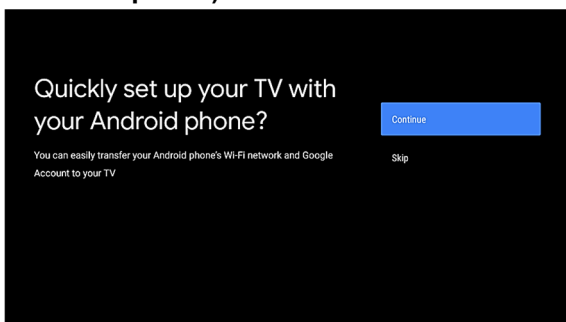 Quickly set up your TV with
your Android phone?
You can easily transfer your Android phone's Wi-Fi network and Google
Account to your TV
Continue
Skip